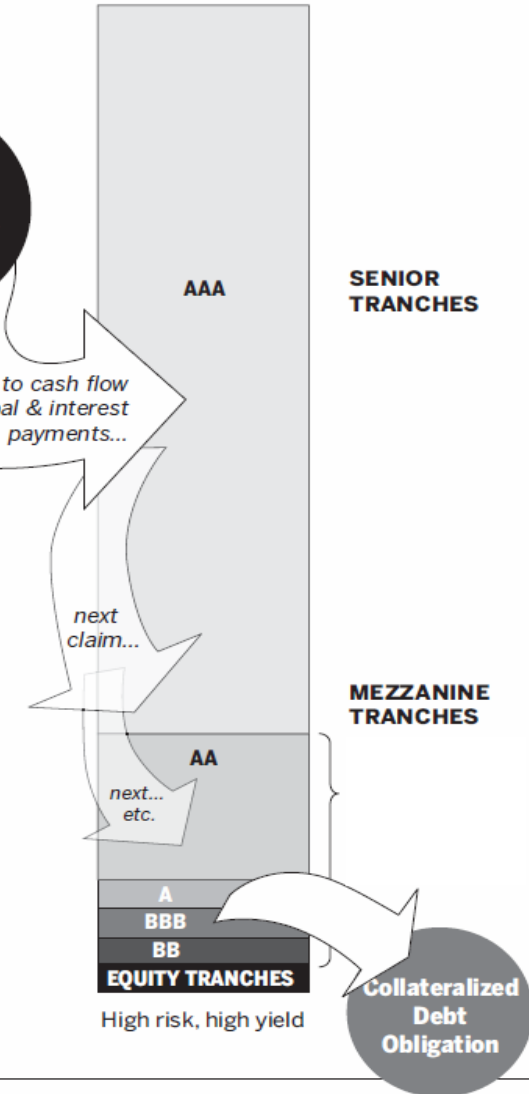 AAA
SENIOR
TRANCHES
to cash flow
al & interest
payments...
next
claim...
MEZZANINE
TRANCHES
AA
next...
etc.
A
BBB
BB
EQUITY TRANCHES
High risk, high yield
Collateralized
Debt
Obligation